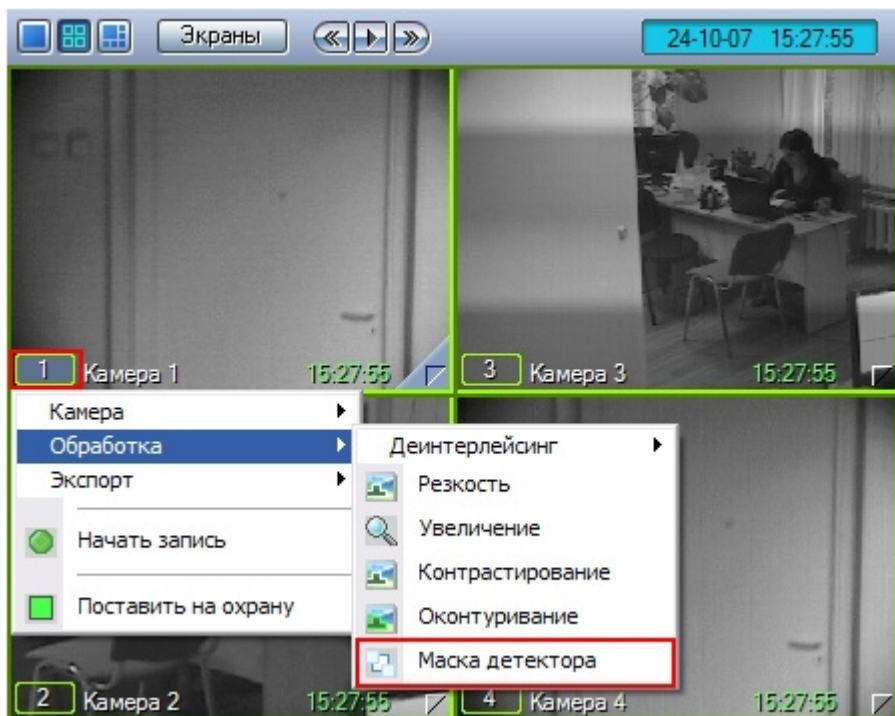 Экраны
24-10-07 15:27:55
1 Камера 1 15:27:55
3 Камера 3 15:27:55
Камера
Обработка
Экспорт
Начать запись
Поставить на охрану
Деинтерлейсинг
Резкость
Увеличение
Контрастирование
Оконтуривание
Маска детектора
2 Камера 2 15:27:55
4 Камера 4 15:27:55